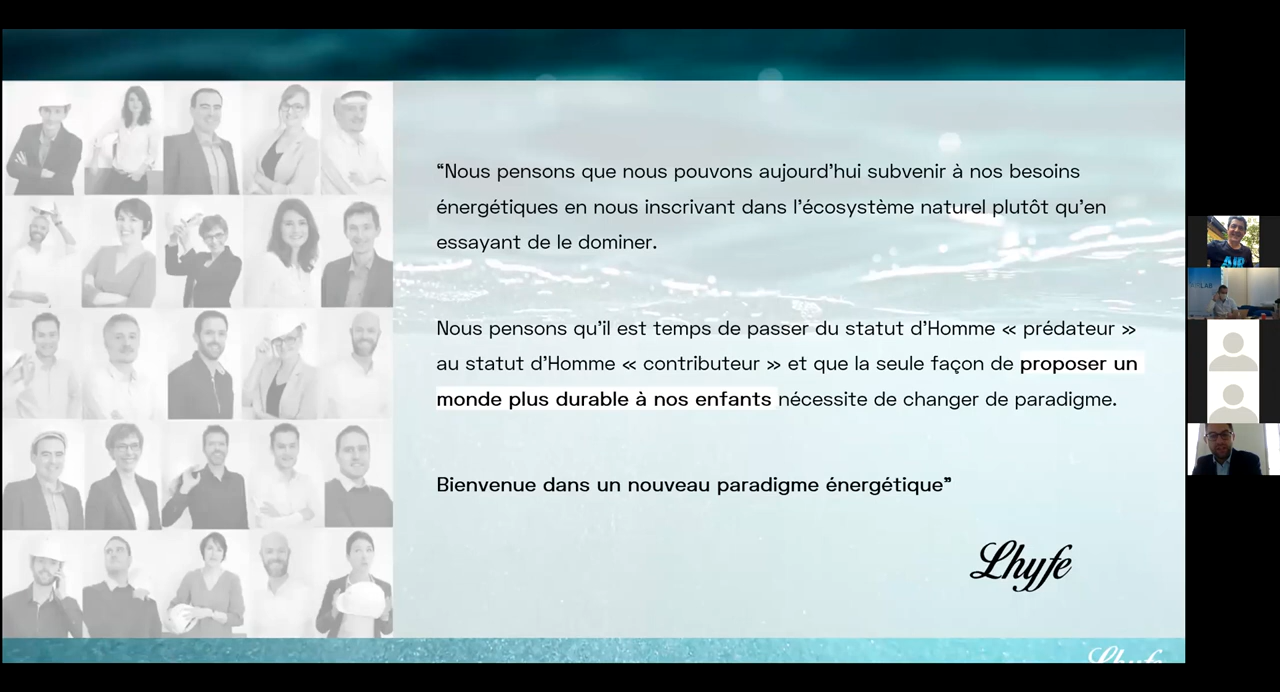 “Nous pensons que nous pouvons aujourd’hui subvenir à nos besoins
énergétiques en nous inscrivant dans l’écosystème naturel plutôt qu’en
essayant de le dominer.
Nous pensons qu’il est temps de passer du statut d’Homme « prédateur »
au statut d’Homme « contributeur » et que la seule façon de proposer un
monde plus durable à nos enfants nécessite de changer de paradigme.
Bienvenue dans un nouveau paradigme énergétique”
Lhyfe
Lhyfe
AIR